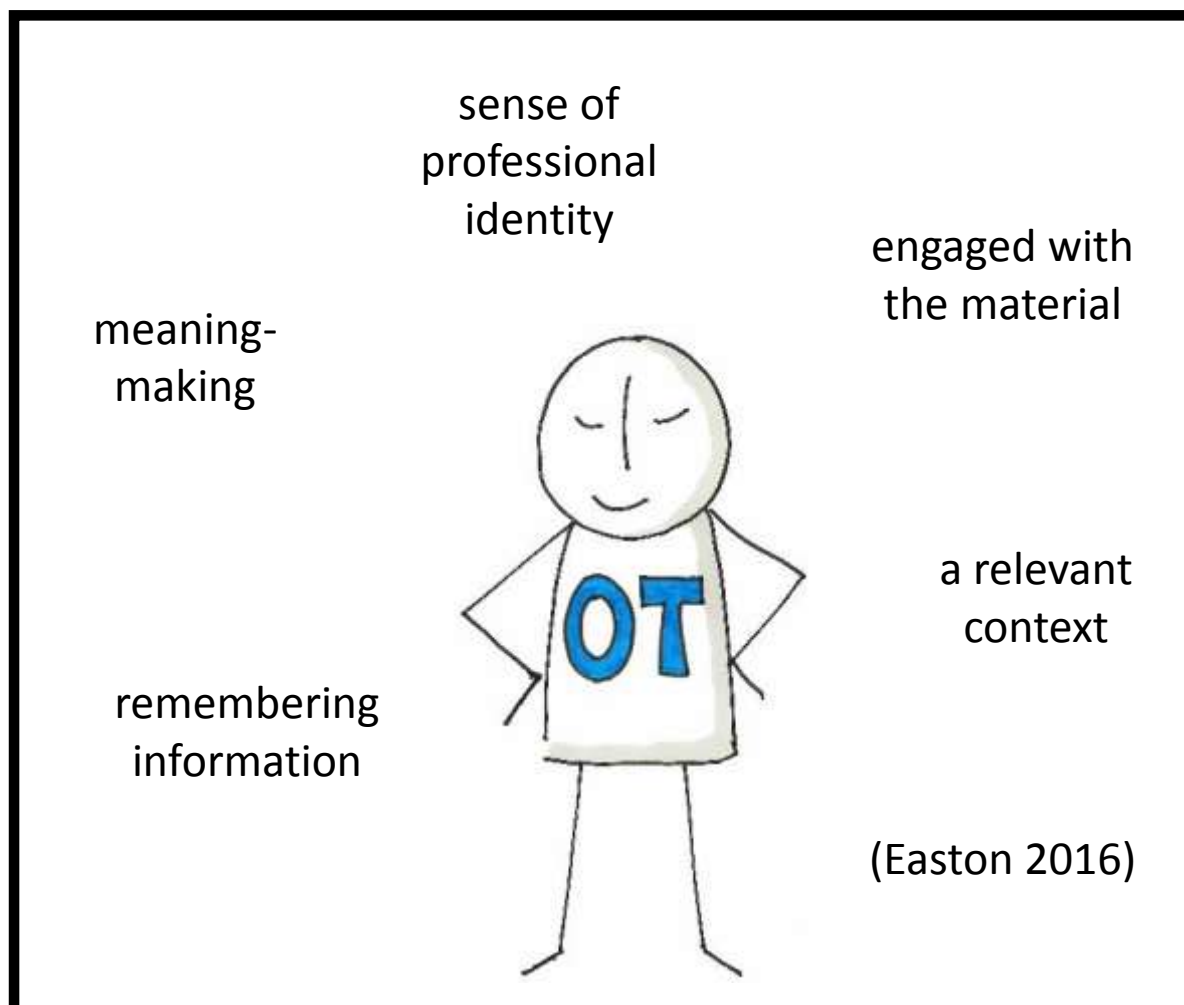 sense of
professional
identity
engaged with
the material
meaning-
making
OT
a relevant
context
remembering
information
(Easton 2016)